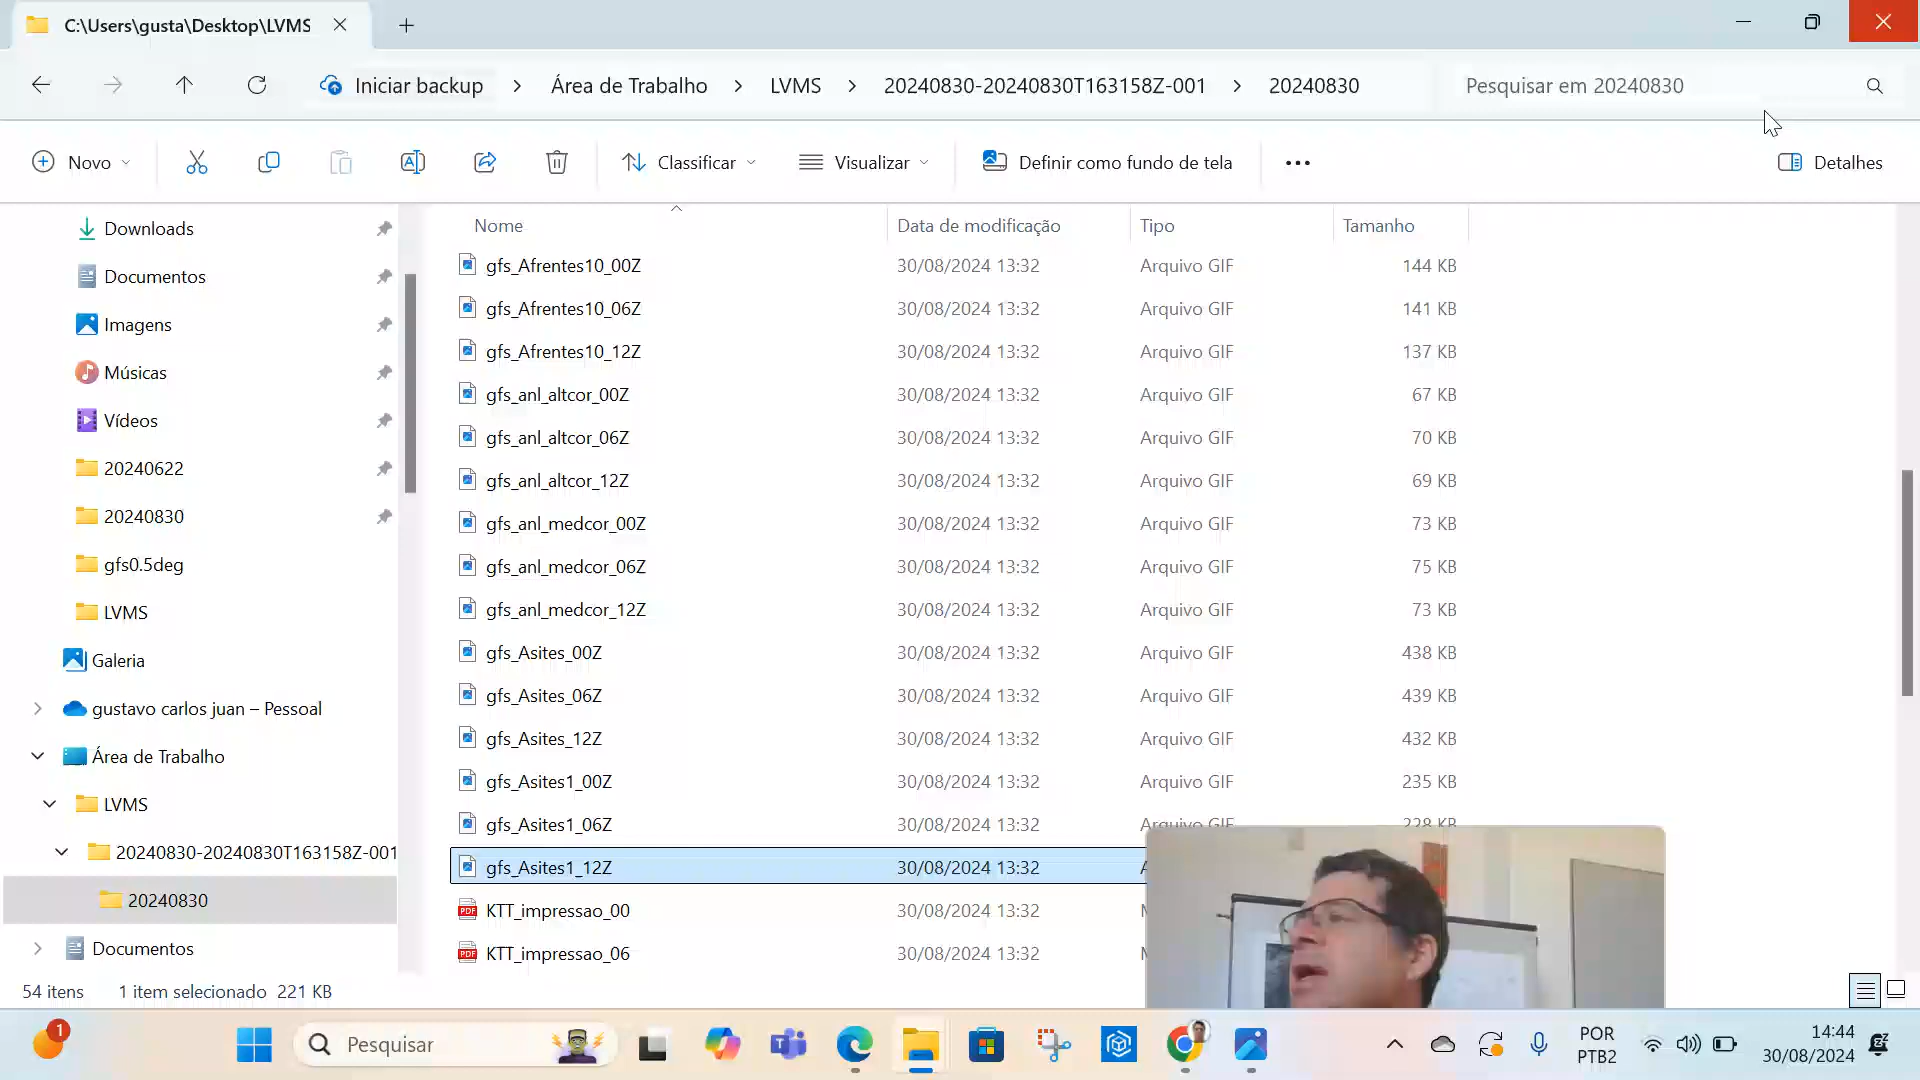 C:\Users\gusta\Desktop\LVMS
Iniciar backup > Área de Trabalho > LVMS > 20240830-20240830T163158Z-001 > 20240830
Pesquisar em 20240830
Novo
Classificar
Visualizar
Definir como fundo de tela
Detalhes
Downloads
Documentos
Imagens
Músicas
Vídeos
20240622
20240830
gfs0.5deg
LVMS
Galeria
gustavo carlos juan – Pessoal
Área de Trabalho
LVMS
20240830-20240830T163158Z-001
20240830
Documentos
Nome Data de modificação Tipo Tamanho
gfs_Afrentes10_00Z 30/08/2024 13:32 Arquivo GIF 144 KB
gfs_Afrentes10_06Z 30/08/2024 13:32 Arquivo GIF 141 KB
gfs_Afrentes10_12Z 30/08/2024 13:32 Arquivo GIF 137 KB
gfs_anl_altcor_00Z 30/08/2024 13:32 Arquivo GIF 67 KB
gfs_anl_altcor_06Z 30/08/2024 13:32 Arquivo GIF 70 KB
gfs_anl_altcor_12Z 30/08/2024 13:32 Arquivo GIF 69 KB
gfs_anl_medcor_00Z 30/08/2024 13:32 Arquivo GIF 73 KB
gfs_anl_medcor_06Z 30/08/2024 13:32 Arquivo GIF 75 KB
gfs_anl_medcor_12Z 30/08/2024 13:32 Arquivo GIF 73 KB
gfs_Asites_00Z 30/08/2024 13:32 Arquivo GIF 438 KB
gfs_Asites_06Z 30/08/2024 13:32 Arquivo GIF 439 KB
gfs_Asites_12Z 30/08/2024 13:32 Arquivo GIF 432 KB
gfs_Asites1_00Z 30/08/2024 13:32 Arquivo GIF 235 KB
gfs_Asites1_06Z 30/08/2024 13:32 Arquivo GIF 228 KB
gfs_Asites1_12Z 30/08/2024 13:32
KTT_impressao_00 30/08/2024 13:32
KTT_impressao_06 30/08/2024 13:32
54 itens 1 item selecionado 221 KB
1
Pesquisar
POR
PTB2
14:44
30/08/2024